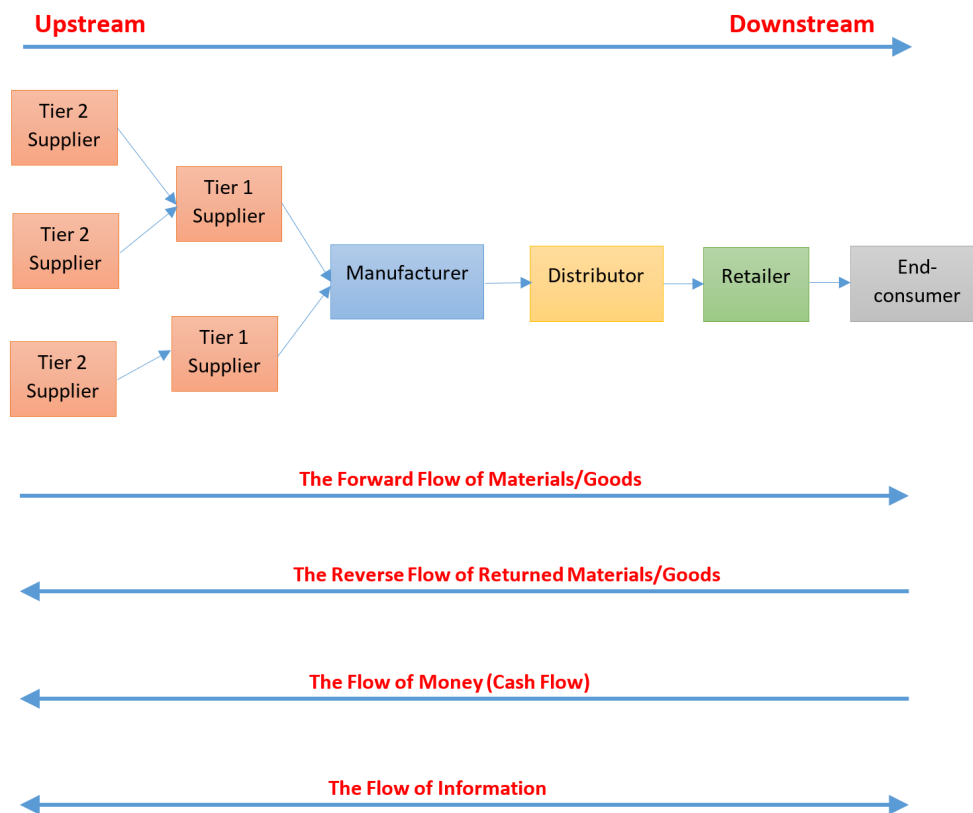 Upstream
Downstream
Tier 2
Supplier
Tier 1
Supplier
Tier 2
Supplier
Manufacturer
Distributor
Retailer
End-
consumer
Tier 1
Supplier
Tier 2
Supplier
The Forward Flow of Materials/Goods
The Reverse Flow of Returned Materials/Goods
The Flow of Money (Cash Flow)
The Flow of Information